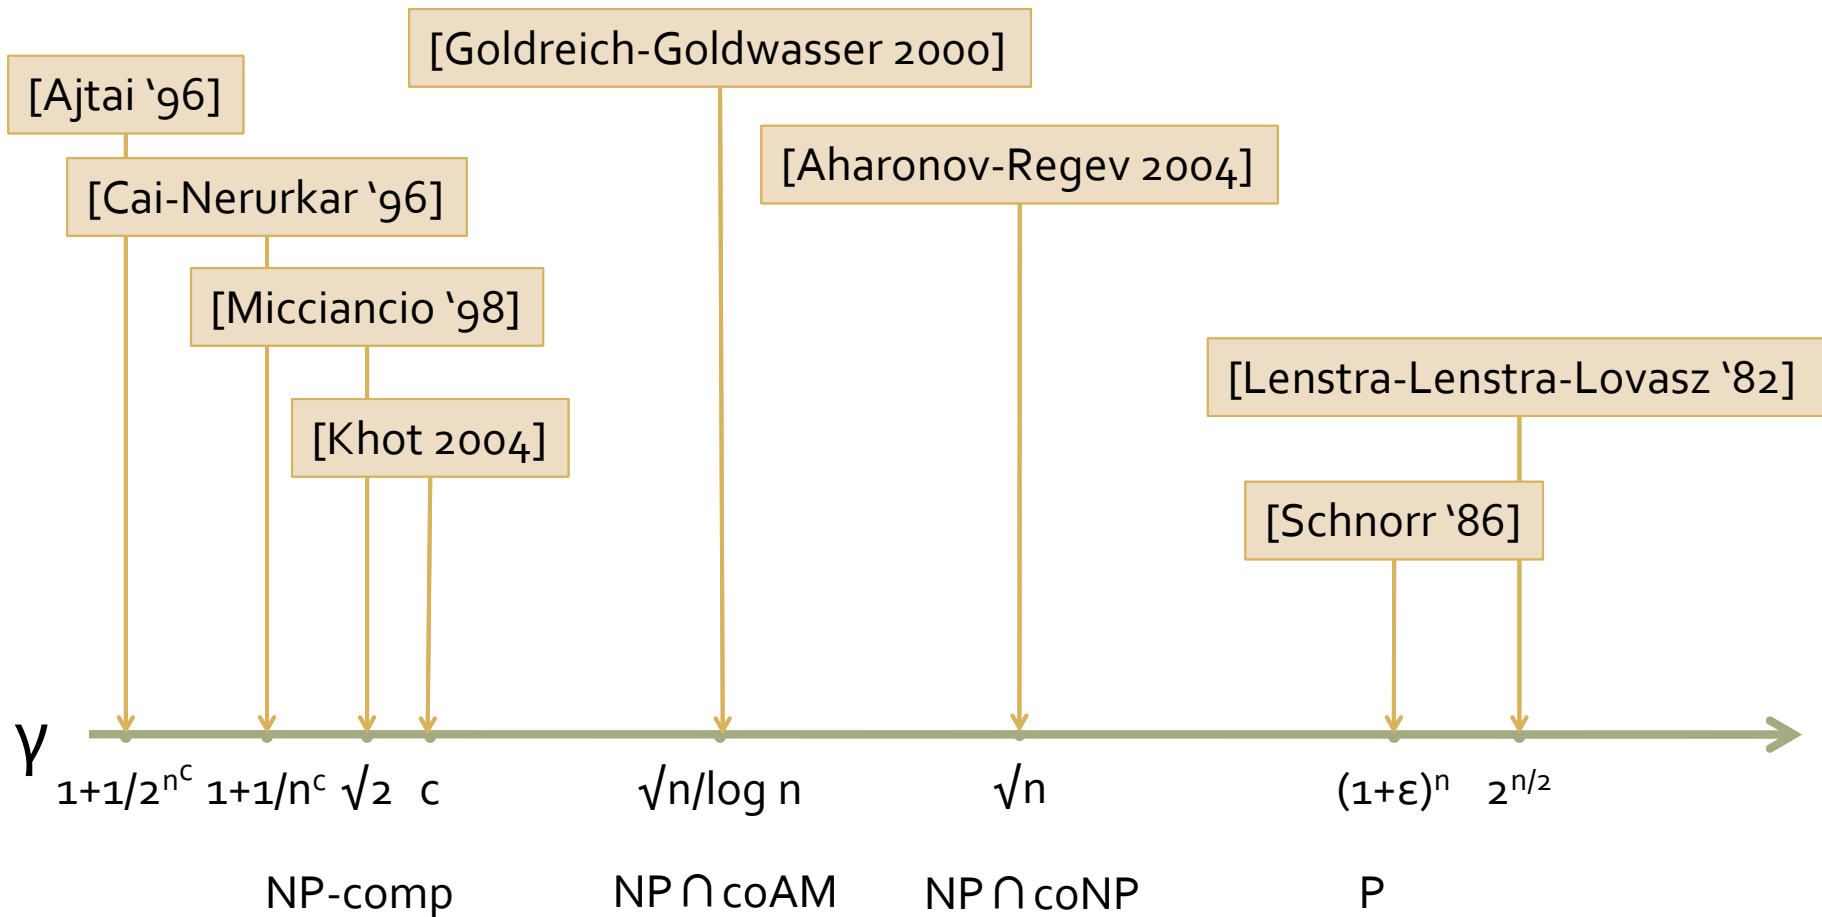 [Goldreich-Goldwasser 2000]
[Ajtai ‘96]
[Aharonov-Regev 2004]
[Cai-Nerurkar ‘96]
[Micciancio ‘98]
[Lenstra-Lenstra-Lovasz ‘82]
[Khot 2004]
[Schnorr ‘86]
γ
1+1/2^n^c 1+1/n^c √2 c √n/log n √n (1+ε)^n 2^n/2
NP-comp NP ∩ coAM NP ∩ coNP P